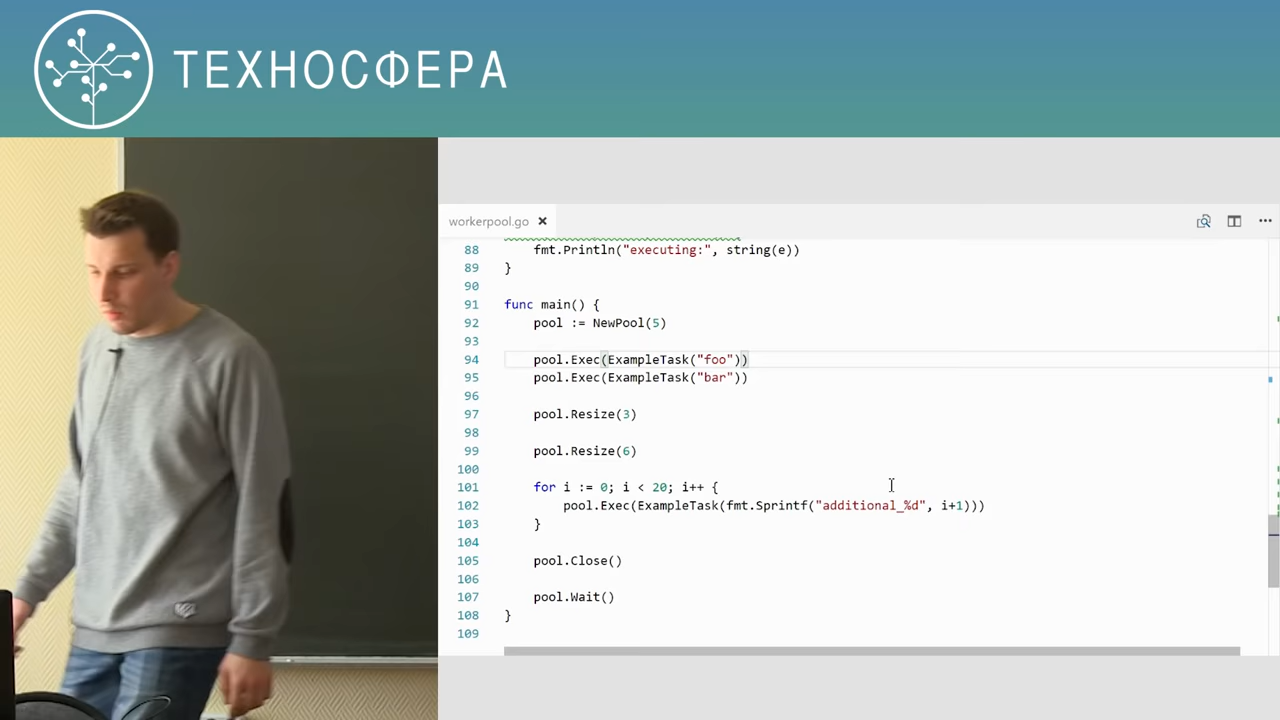 ТЕХНОСФЕРА
workerpool.go
88 fmt.Println("executing:", string(e))
89 }
90
91 func main() {
92 pool := NewPool(5)
93
94 pool.Exec(ExampleTask("foo"))
95 pool.Exec(ExampleTask("bar"))
96
97 pool.Resize(3)
98
99 pool.Resize(6)
100
101 for i := 0; i < 20; i++ {
102 pool.Exec(ExampleTask(fmt.Sprintf("additional_%d", i+1)))
103 }
104
105 pool.Close()
106
107 pool.Wait()
108 }
109